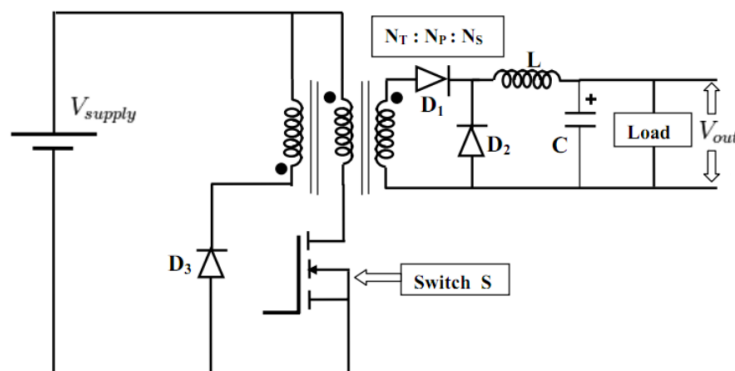 N_T : N_P : N_S
L
V_supply
D_1
+
D_2
C
Load
V_out
D_3
Switch S